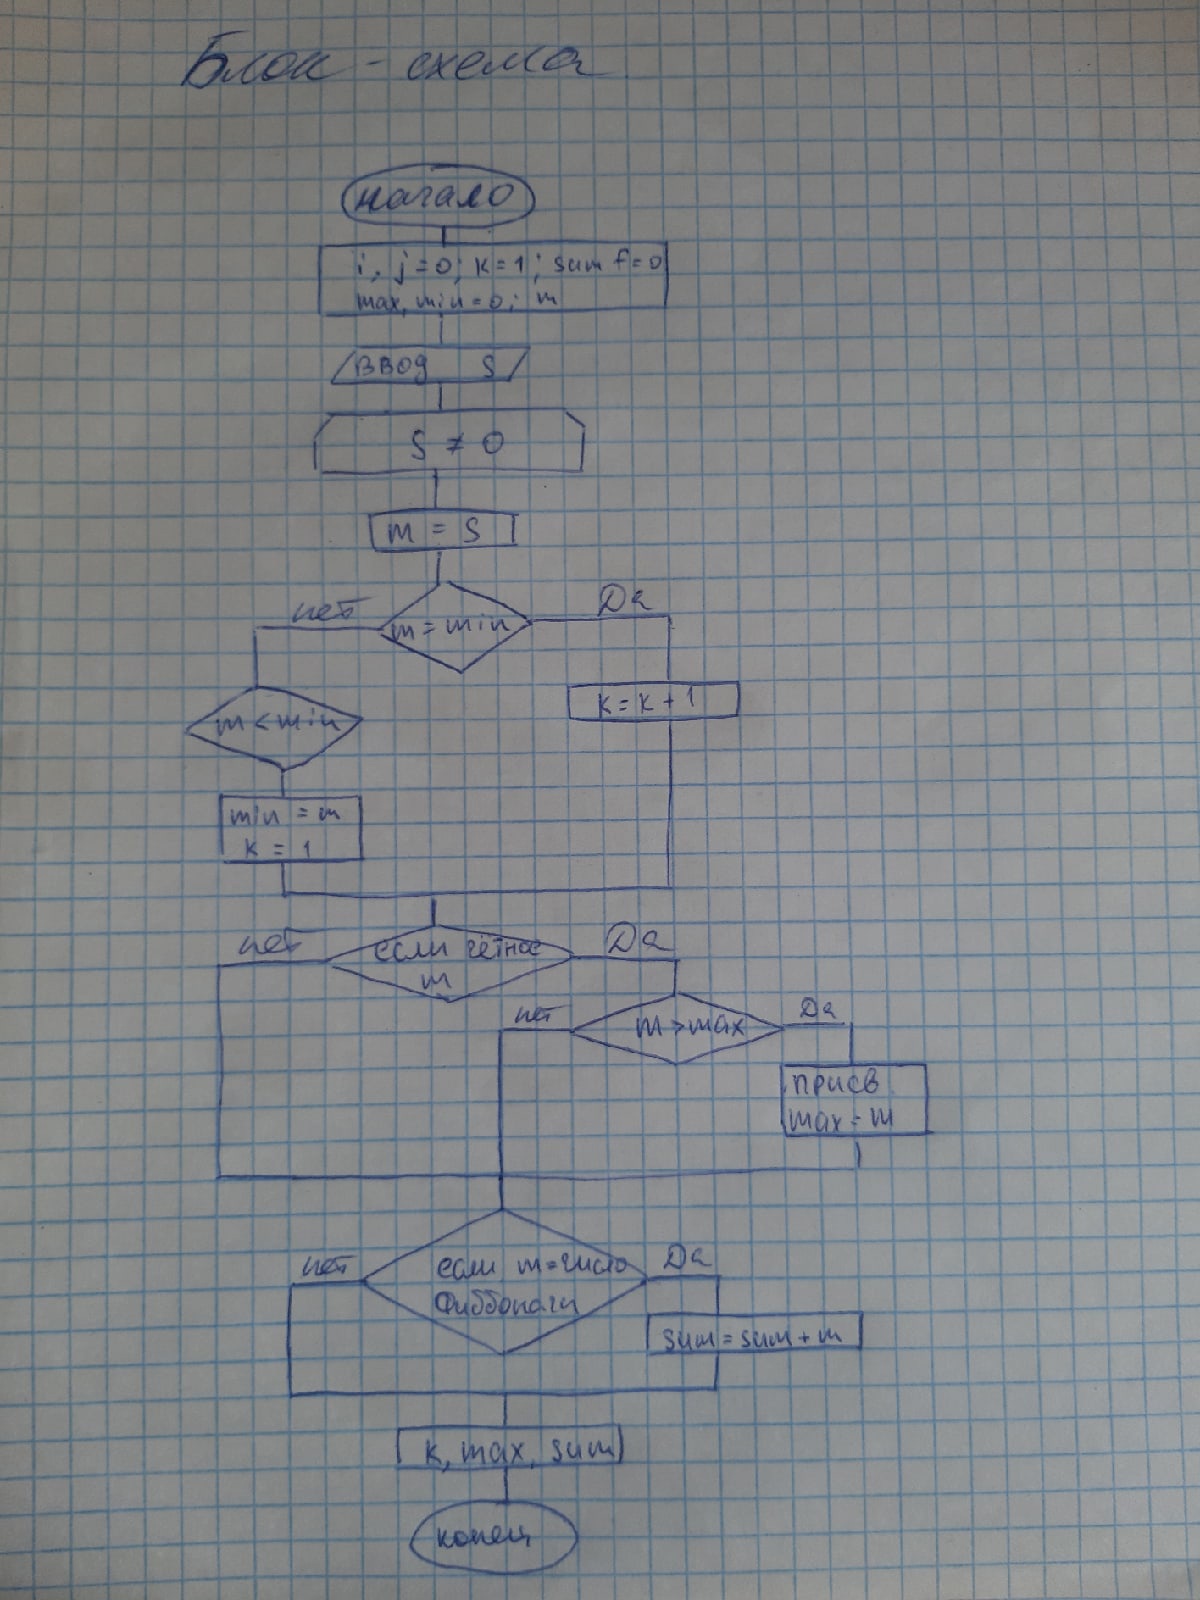 Блок - схема
начало
i, j=0; k=1; sum f=0
max, min=0; m
ввод S
S ≠ 0
m = S
нет
Да
m = min
m < min
k = k + 1
min = m
k = 1
нет
если чётное
Да
m
нет
m > max
Да
присв
max = m
нет
если m=число
Да
Фиббоначи
sum = sum + m
k, max, sum
конец